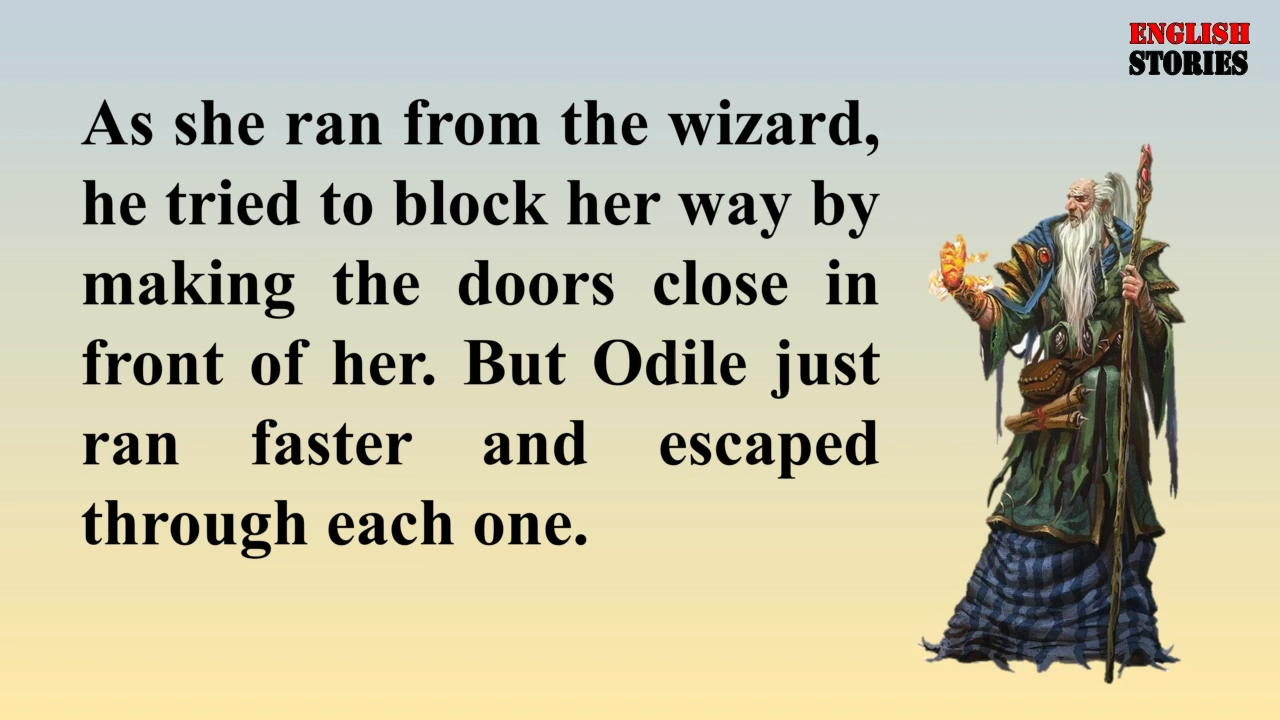 ENGLISH
STORIES
As she ran from the wizard,
he tried to block her way by
making the doors close in
front of her. But Odile just
ran faster and escaped
through each one.